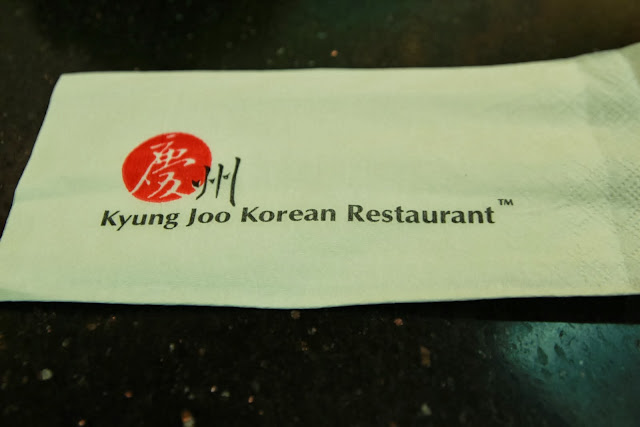 慶州
Kyung Joo Korean Restaurant™